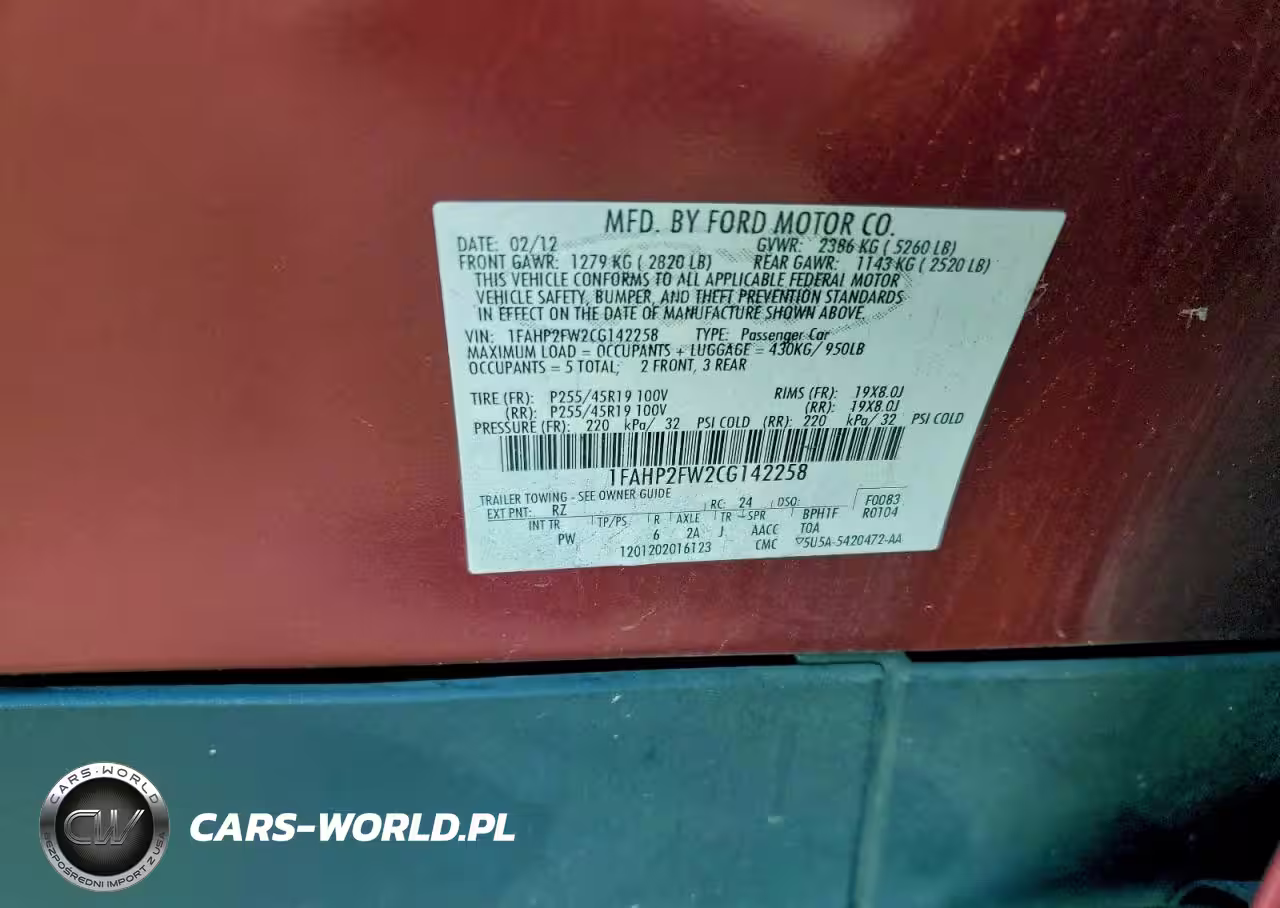 MFD. BY FORD MOTOR CO.
DATE: 02/12 GVWR: 2386 KG ( 5260 LB)
FRONT GAWR: 1279 KG ( 2820 LB) REAR GAWR: 1143 KG ( 2520 LB)
THIS VEHICLE CONFORMS TO ALL APPLICABLE FEDERAL MOTOR
VEHICLE SAFETY, BUMPER, AND THEFT PREVENTION STANDARDS
IN EFFECT ON THE DATE OF MANUFACTURE SHOWN ABOVE.
VIN: 1FAHP2FW2CG142258 TYPE: Passenger Car
MAXIMUM LOAD = OCCUPANTS + LUGGAGE = 430KG/ 950LB
OCCUPANTS = 5 TOTAL; 2 FRONT, 3 REAR
TIRE (FR): P255/45R19 100V RIMS (FR): 19X8.0J
(RR): P255/45R19 100V (RR): 19X8.0J
PRESSURE (FR): 220 kPa/ 32 PSI COLD (RR): 220 kPa/ 32 PSI COLD
1FAHP2FW2CG142258
TRAILER TOWING - SEE OWNER GUIDE
EXT PNT: RZ RC: 24 DSO: F0083
INT TR TP/PS R AXLE TR SPR BPH1F R0104
PW 6 2A J AACC TOA
1201202016123 CMC ▽5U5A-5420472-AA
CARS-WORLD
CW
BEZPOŚREDNI IMPORT Z USA
CARS-WORLD.PL